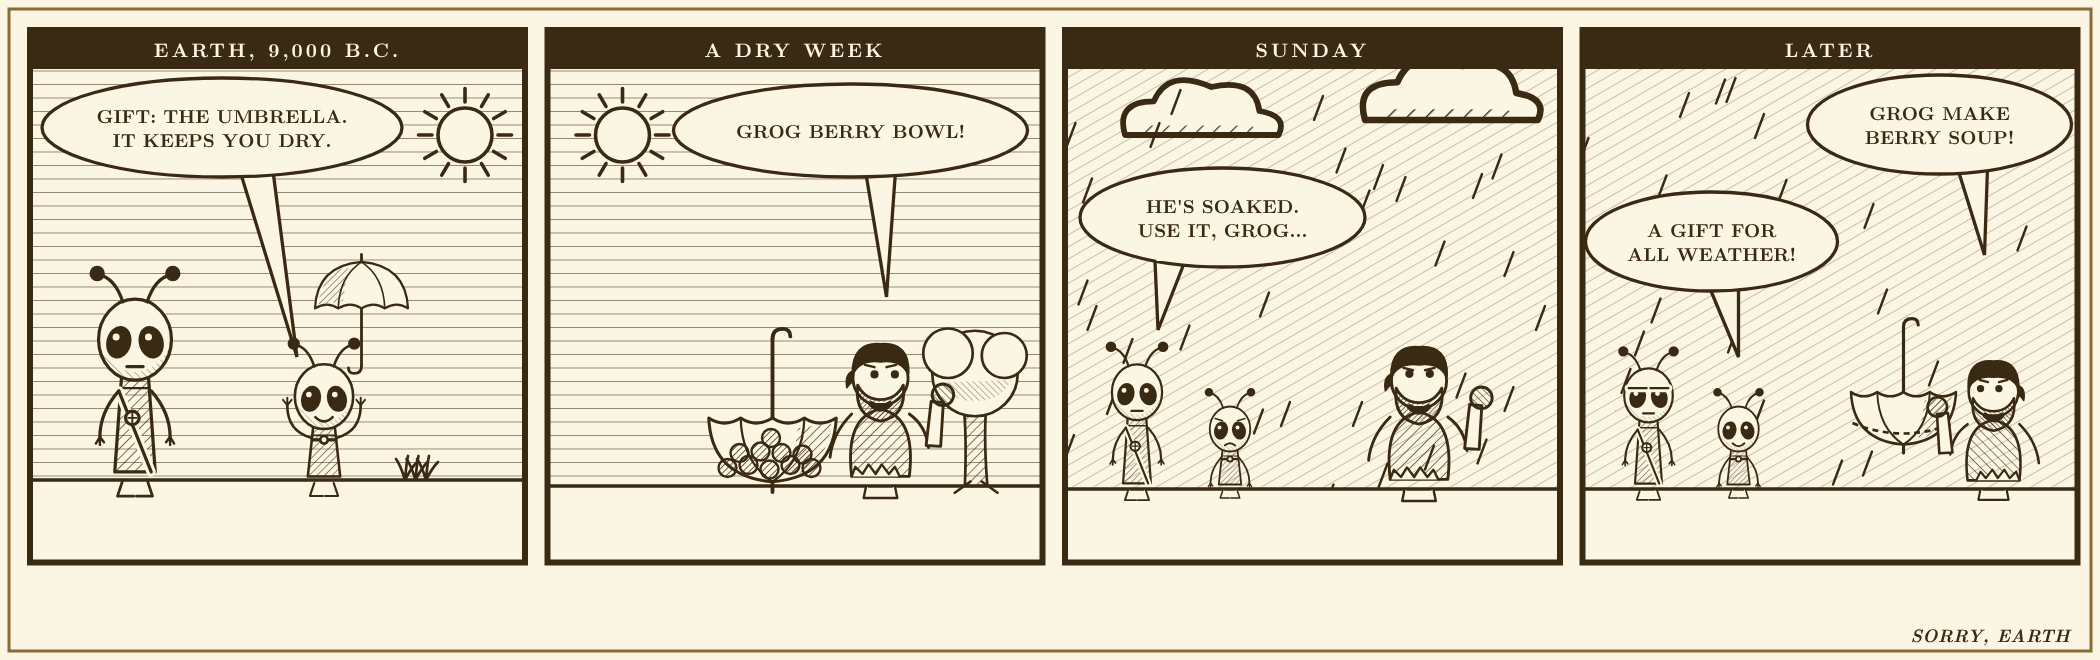 EARTH, 9,000 B.C.
GIFT: THE UMBRELLA.
IT KEEPS YOU DRY.
A DRY WEEK
GROG BERRY BOWL!
SUNDAY
HE'S SOAKED.
USE IT, GROG...
LATER
GROG MAKE
BERRY SOUP!
A GIFT FOR
ALL WEATHER!
SORRY, EARTH